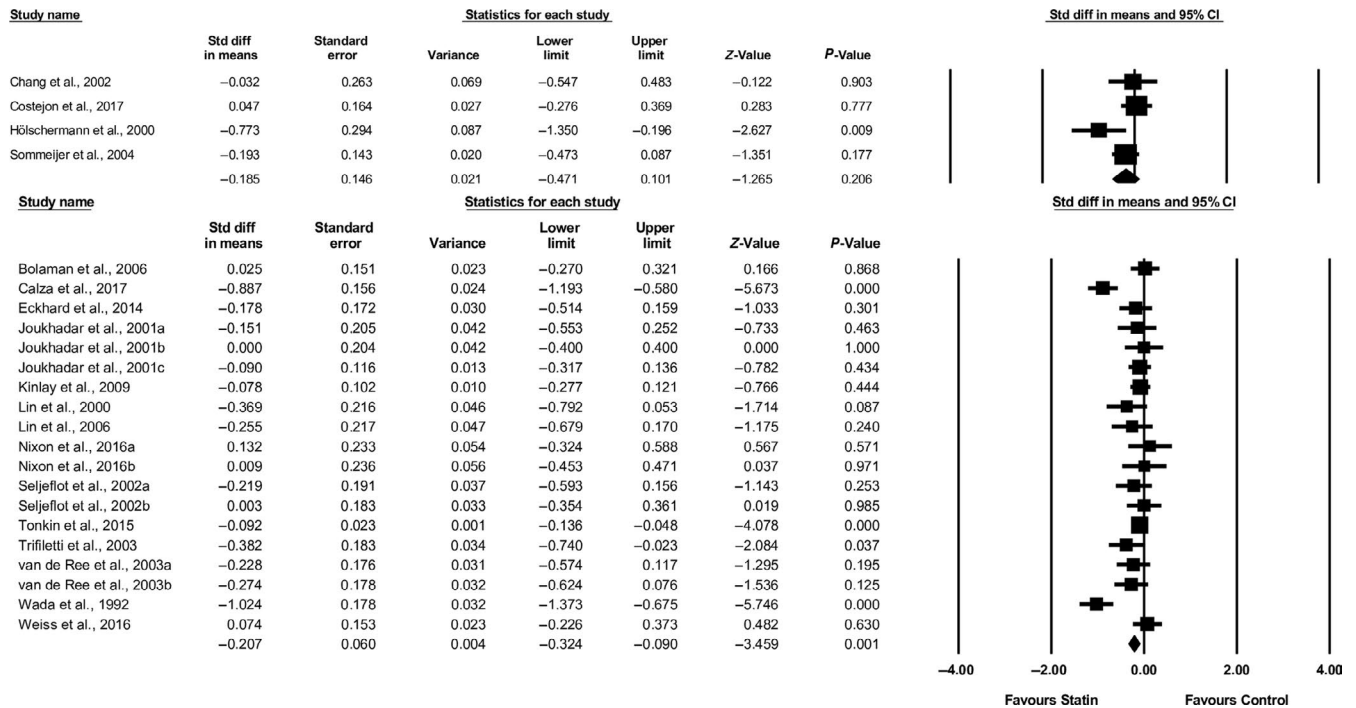 Study name Statistics for each study Std diff in means and 95% CI
Std diff in means Standard error Variance Lower limit Upper limit Z-Value P-Value
Chang et al., 2002 −0.032 0.263 0.069 −0.547 0.483 −0.122 0.903
Costejon et al., 2017 0.047 0.164 0.027 −0.276 0.369 0.283 0.777
Hölschermann et al., 2000 −0.773 0.294 0.087 −1.350 −0.196 −2.627 0.009
Sommeijer et al., 2004 −0.193 0.143 0.020 −0.473 0.087 −1.351 0.177
−0.185 0.146 0.021 −0.471 0.101 −1.265 0.206
Study name Statistics for each study Std diff in means and 95% CI
Std diff in means Standard error Variance Lower limit Upper limit Z-Value P-Value
Bolaman et al., 2006 0.025 0.151 0.023 −0.270 0.321 0.166 0.868
Calza et al., 2017 −0.887 0.156 0.024 −1.193 −0.580 −5.673 0.000
Eckhard et al., 2014 −0.178 0.172 0.030 −0.514 0.159 −1.033 0.301
Joukhadar et al., 2001a −0.151 0.205 0.042 −0.553 0.252 −0.733 0.463
Joukhadar et al., 2001b 0.000 0.204 0.042 −0.400 0.400 0.000 1.000
Joukhadar et al., 2001c −0.090 0.116 0.013 −0.317 0.136 −0.782 0.434
Kinlay et al., 2009 −0.078 0.102 0.010 −0.277 0.121 −0.766 0.444
Lin et al., 2000 −0.369 0.216 0.046 −0.792 0.053 −1.714 0.087
Lin et al., 2006 −0.255 0.217 0.047 −0.679 0.170 −1.175 0.240
Nixon et al., 2016a 0.132 0.233 0.054 −0.324 0.588 0.567 0.571
Nixon et al., 2016b 0.009 0.236 0.056 −0.453 0.471 0.037 0.971
Seljeflot et al., 2002a −0.219 0.191 0.037 −0.593 0.156 −1.143 0.253
Seljeflot et al., 2002b 0.003 0.183 0.033 −0.354 0.361 0.019 0.985
Tonkin et al., 2015 −0.092 0.023 0.001 −0.136 −0.048 −4.078 0.000
Trifiletti et al., 2003 −0.382 0.183 0.034 −0.740 −0.023 −2.084 0.037
van de Ree et al., 2003a −0.228 0.176 0.031 −0.574 0.117 −1.295 0.195
van de Ree et al., 2003b −0.274 0.178 0.032 −0.624 0.076 −1.536 0.125
Wada et al., 1992 −1.024 0.178 0.032 −1.373 −0.675 −5.746 0.000
Weiss et al., 2016 0.074 0.153 0.023 −0.226 0.373 0.482 0.630
−0.207 0.060 0.004 −0.324 −0.090 −3.459 0.001
−4.00 −2.00 0.00 2.00 4.00
Favours Statin Favours Control